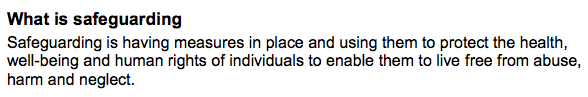 What is safeguarding
Safeguarding is having measures in place and using them to protect the health,
well-being and human rights of individuals to enable them to live free from abuse,
harm and neglect.